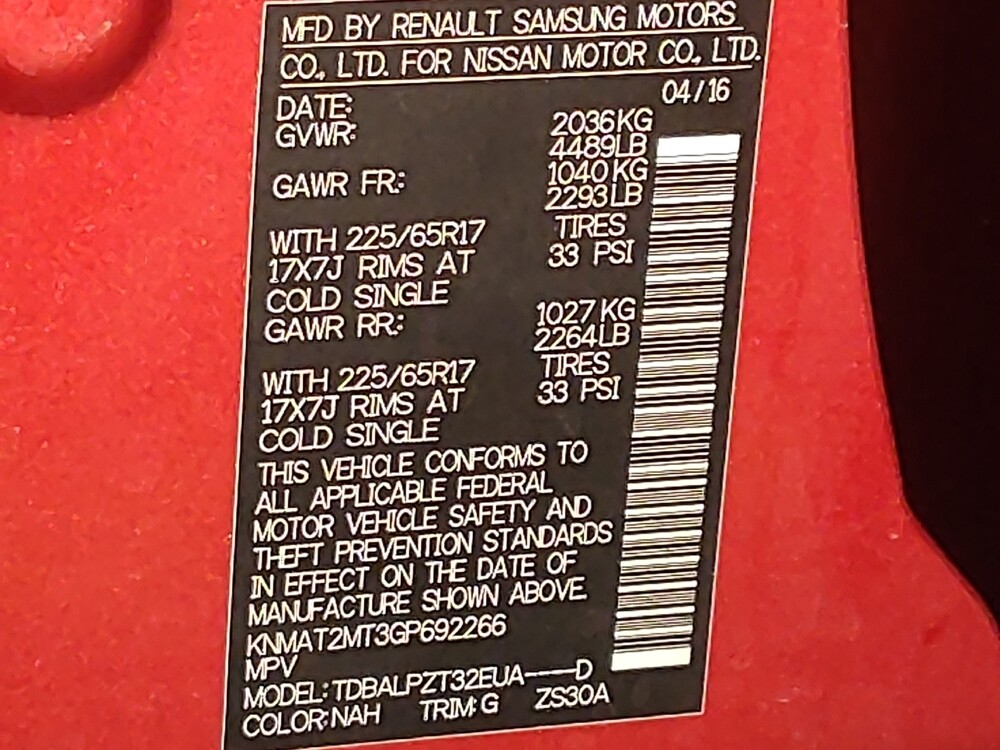 MFD BY RENAULT SAMSUNG MOTORS
CO., LTD. FOR NISSAN MOTOR CO., LTD.
DATE: 04/16
GVWR: 2036KG
4489LB
GAWR FR.: 1040KG
2293LB
WITH 225/65R17 TIRES
17X7J RIMS AT 33 PSI
COLD SINGLE
GAWR RR.: 1027KG
2264LB
WITH 225/65R17 TIRES
17X7J RIMS AT 33 PSI
COLD SINGLE
THIS VEHICLE CONFORMS TO
ALL APPLICABLE FEDERAL
MOTOR VEHICLE SAFETY AND
THEFT PREVENTION STANDARDS
IN EFFECT ON THE DATE OF
MANUFACTURE SHOWN ABOVE.
KNMAT2MT3GP692266
MPV
MODEL: TDBALPZT32EUA----D
COLOR: NAH TRIM: G ZS30A